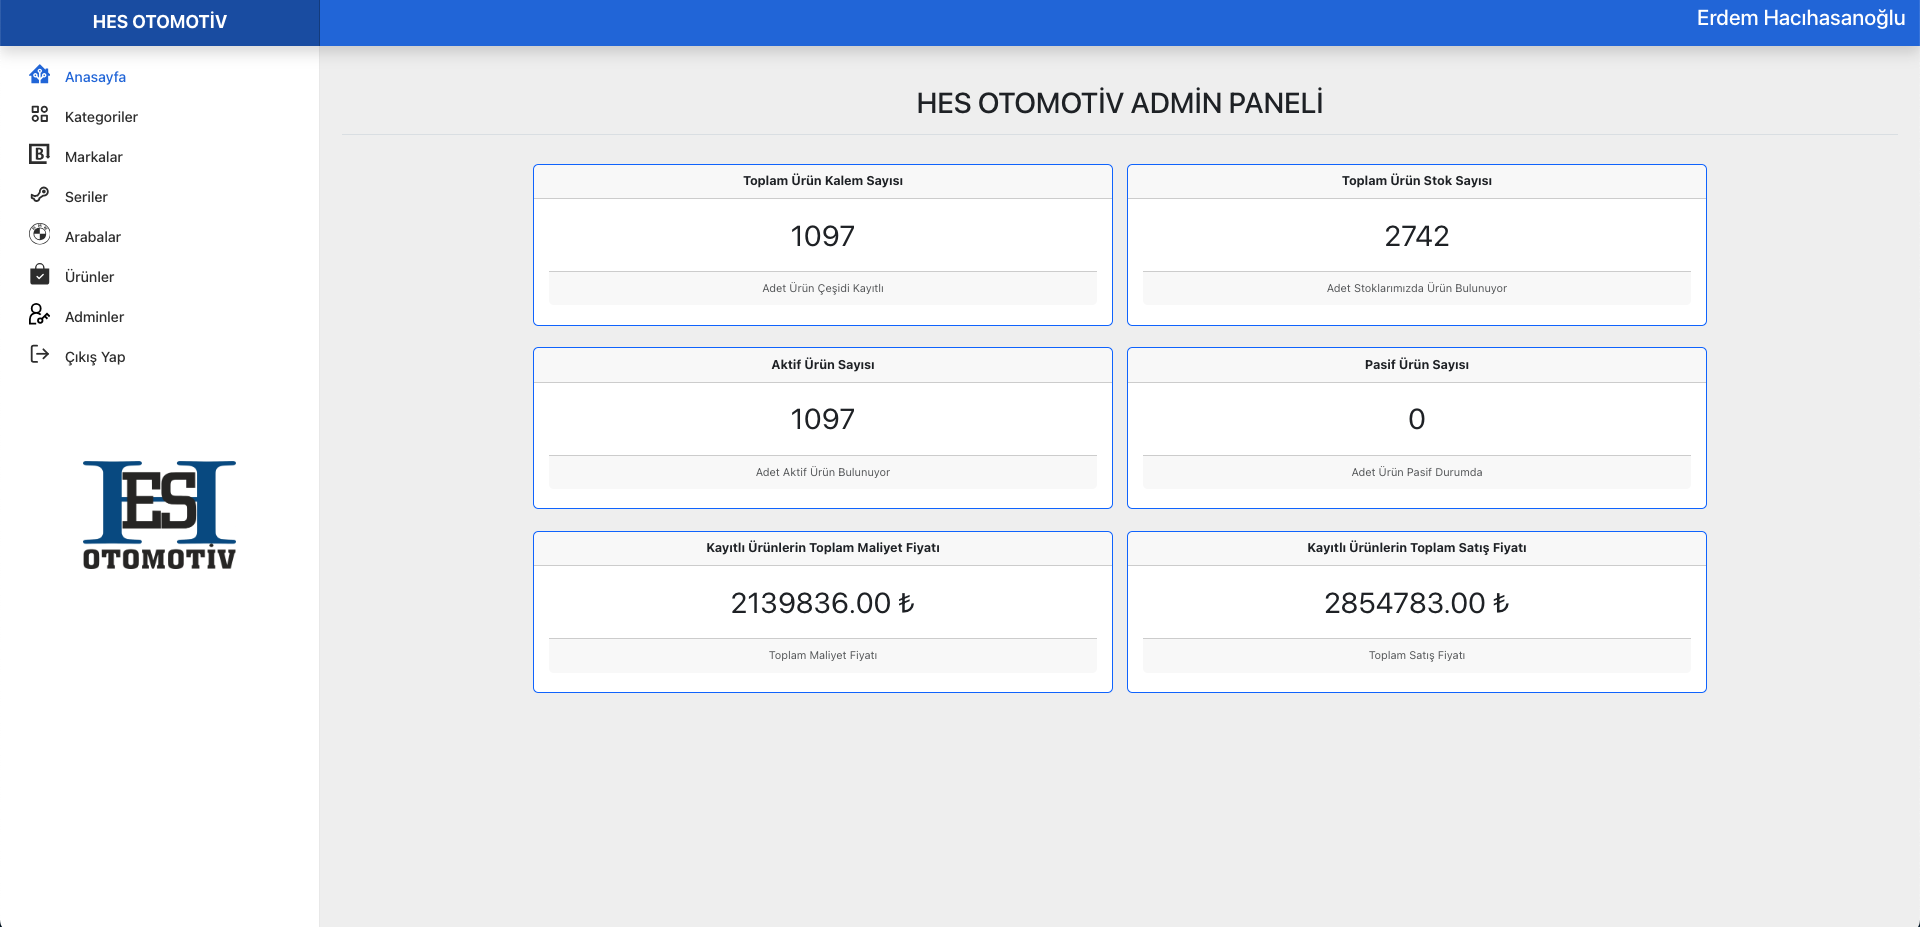 HES OTOMOTİV
Erdem Hacıhasanoğlu
Anasayfa
Kategoriler
Markalar
Seriler
Arabalar
Ürünler
Adminler
Çıkış Yap
HES
OTOMOTİV
HES OTOMOTİV ADMİN PANELİ
Toplam Ürün Kalem Sayısı
1097
Adet Ürün Çeşidi Kayıtlı
Toplam Ürün Stok Sayısı
2742
Adet Stoklarımızda Ürün Bulunuyor
Aktif Ürün Sayısı
1097
Adet Aktif Ürün Bulunuyor
Pasif Ürün Sayısı
0
Adet Ürün Pasif Durumda
Kayıtlı Ürünlerin Toplam Maliyet Fiyatı
2139836.00 ₺
Toplam Maliyet Fiyatı
Kayıtlı Ürünlerin Toplam Satış Fiyatı
2854783.00 ₺
Toplam Satış Fiyatı